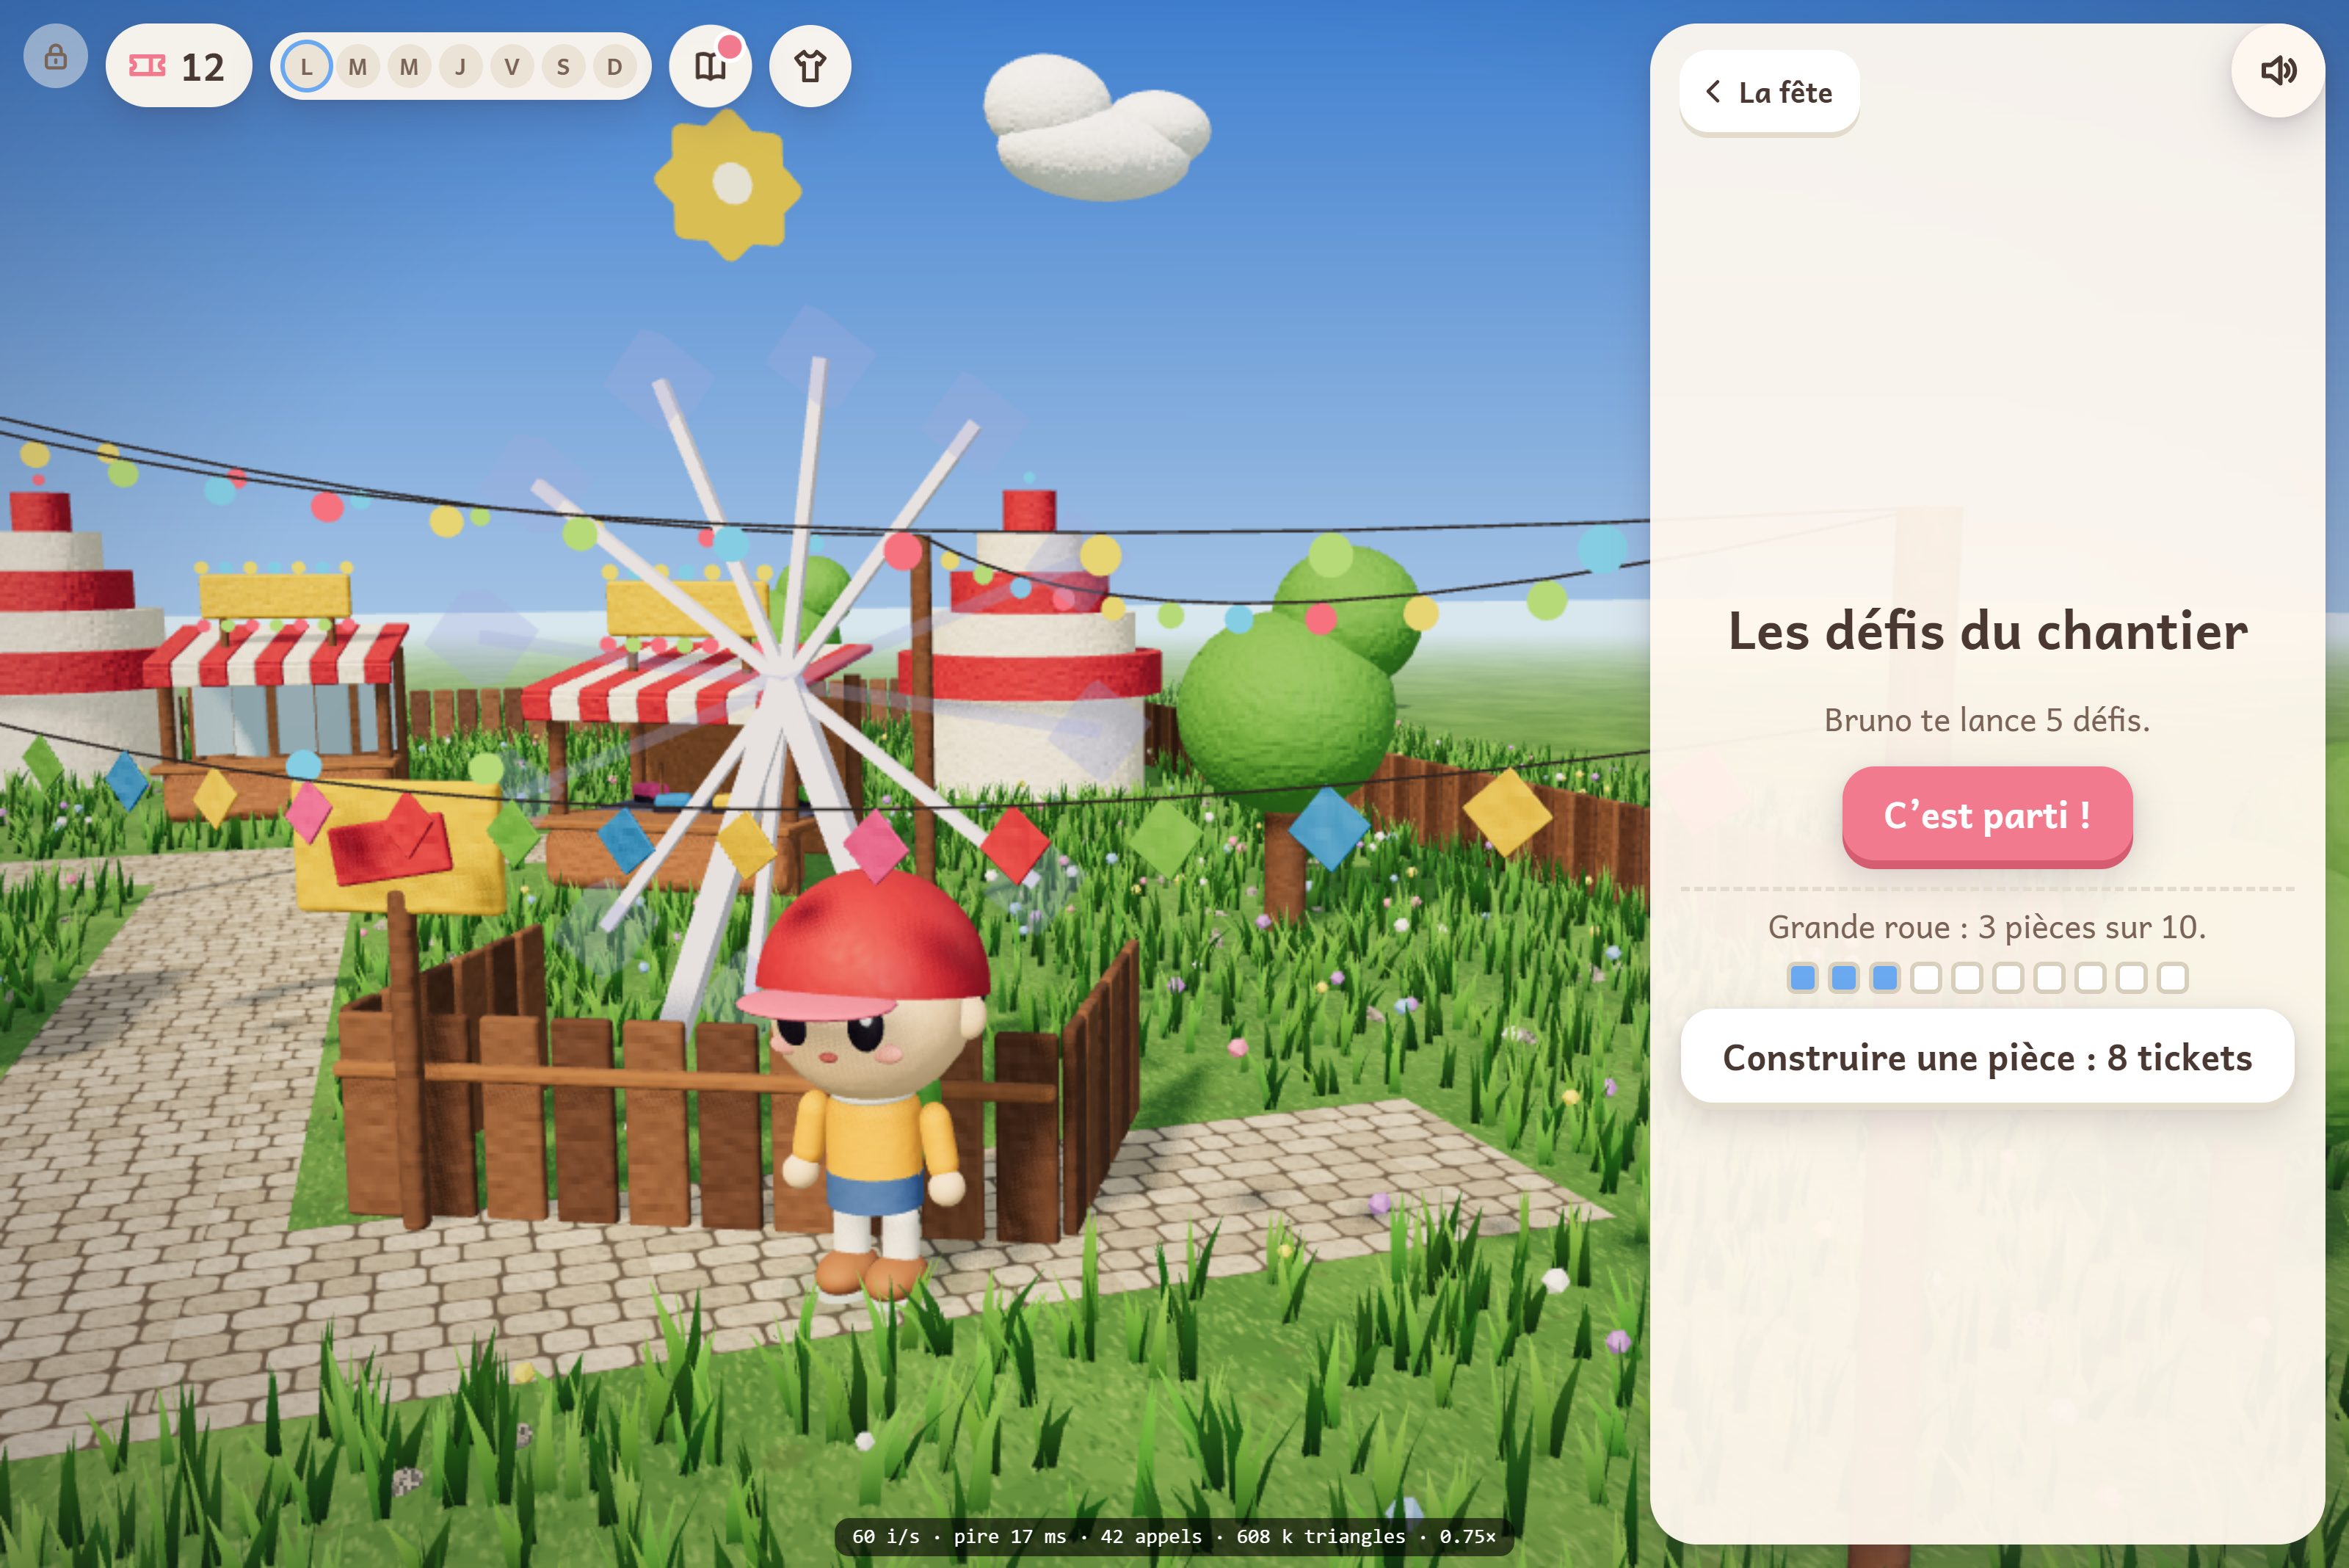 12
L M M J V S D
La fête
Les défis du chantier
Bruno te lance 5 défis.
C’est parti !
Grande roue : 3 pièces sur 10.
Construire une pièce : 8 tickets
60 i/s · pire 17 ms · 42 appels · 608 k triangles · 0.75×